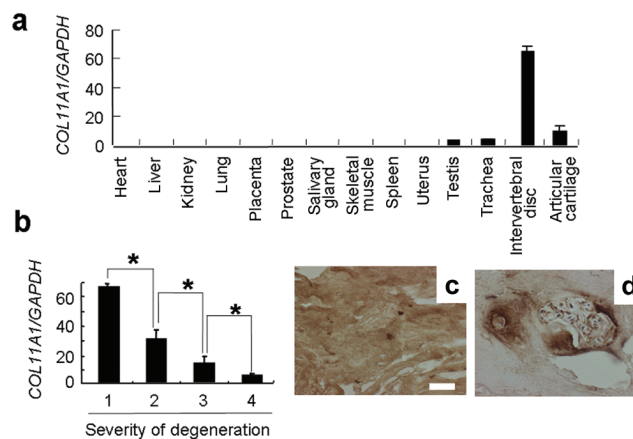 a
COL11A1/GAPDH
80
60
40
20
0
Heart
Liver
Kidney
Lung
Placenta
Prostate
Salivary
gland
Skeletal
muscle
Spleen
Uterus
Testis
Trachea
Intervertebral
disc
Articular
cartilage
b
COL11A1/GAPDH
60
40
20
0
* * *
1 2 3 4
Severity of degeneration
c
d